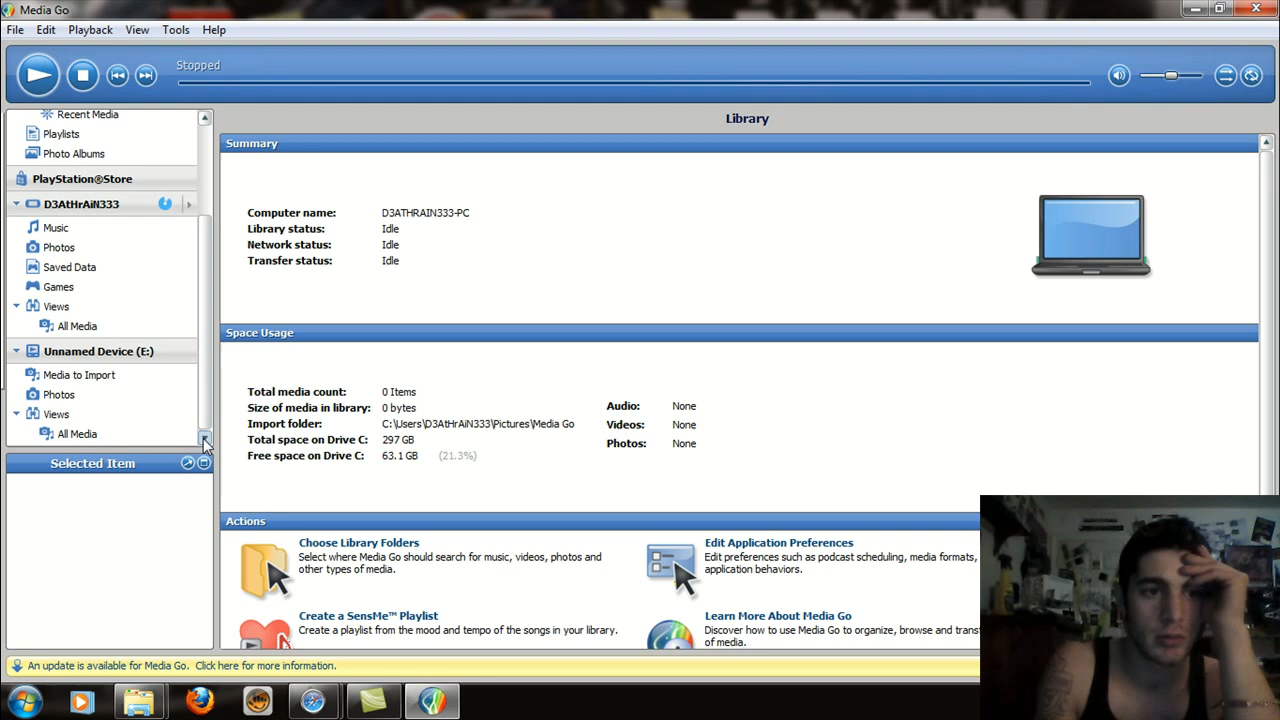 Media Go
File Edit Playback View Tools Help
Stopped
Recent Media
Playlists
Photo Albums
PlayStation®Store
D3AtHrAiN333
Music
Photos
Saved Data
Games
Views
All Media
Unnamed Device (E:)
Media to Import
Photos
Views
All Media
Selected Item
Library
Summary
Computer name: D3ATHRAIN333-PC
Library status: Idle
Network status: Idle
Transfer status: Idle
Space Usage
Total media count: 0 Items
Size of media in library: 0 bytes
Import folder: C:\Users\D3AtHrAiN333\Pictures\Media Go
Total space on Drive C: 297 GB
Free space on Drive C: 63.1 GB (21.3%)
Audio: None
Videos: None
Photos: None
Actions
Choose Library Folders
Select where Media Go should search for music, videos, photos and
other types of media.
Edit Application Preferences
Edit preferences such as podcast scheduling, media formats,
application behaviors.
Create a SensMe™ Playlist
Create a playlist from the mood and tempo of the songs in your library.
Learn More About Media Go
Discover how to use Media Go to organize, browse and
of media.
An update is available for Media Go. Click here for more information.